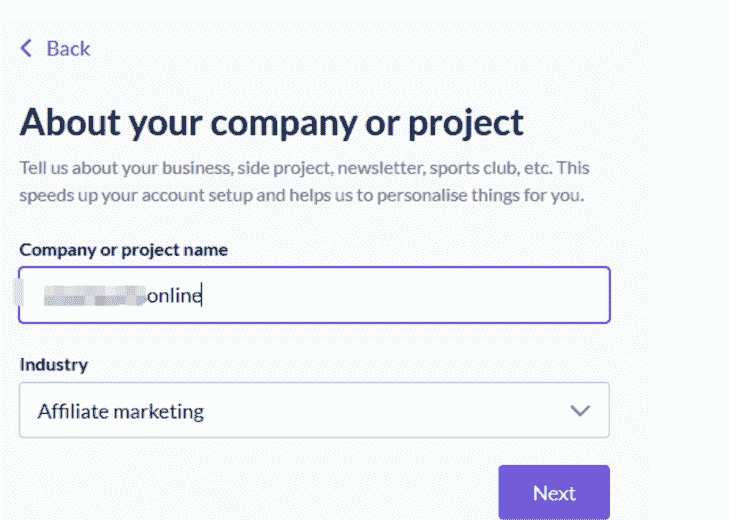 Back
About your company or project
Tell us about your business, side project, newsletter, sports club, etc. This
speeds up your account setup and helps us to personalise things for you.
Company or project name
online
Industry
Affiliate marketing
Next